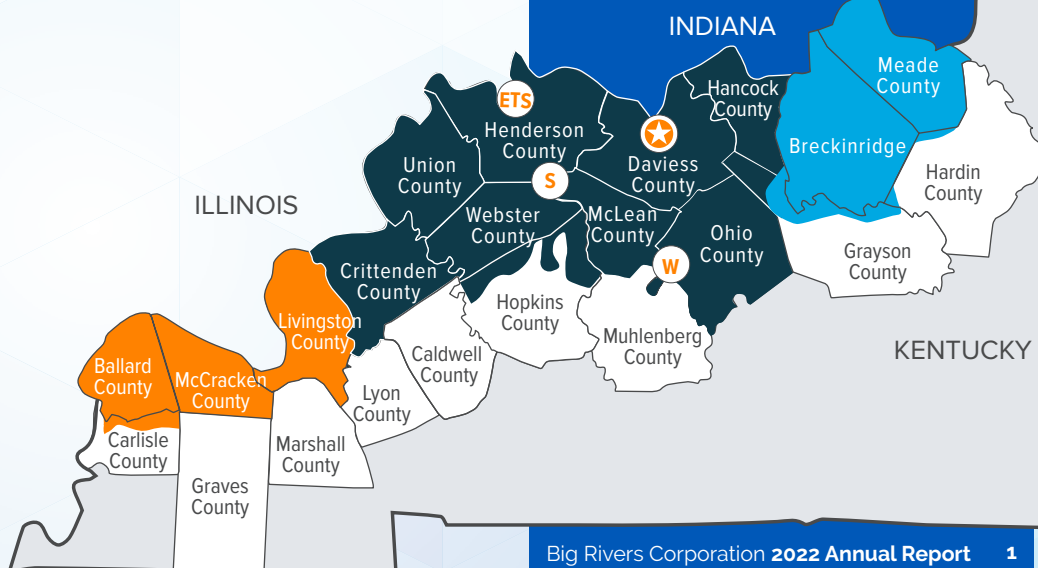 INDIANA
Meade
County
Hancock
County
ETS
Henderson
County
Breckinridge
Union
County
Daviess
County
Hardin
County
S
ILLINOIS
Webster
County
McLean
County
Ohio
County
Grayson
County
Crittenden
County
W
Hopkins
County
Livingston
County
Muhlenberg
County
KENTUCKY
Caldwell
County
Ballard
County
McCracken
County
Lyon
County
Carlisle
County
Marshall
County
Graves
County
Big Rivers Corporation 2022 Annual Report 1